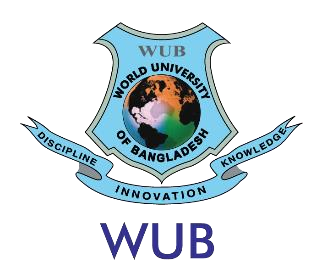 WUB
WORLD UNIVERSITY
OF BANGLADESH
DISCIPLINE
INNOVATION
KNOWLEDGE
WUB